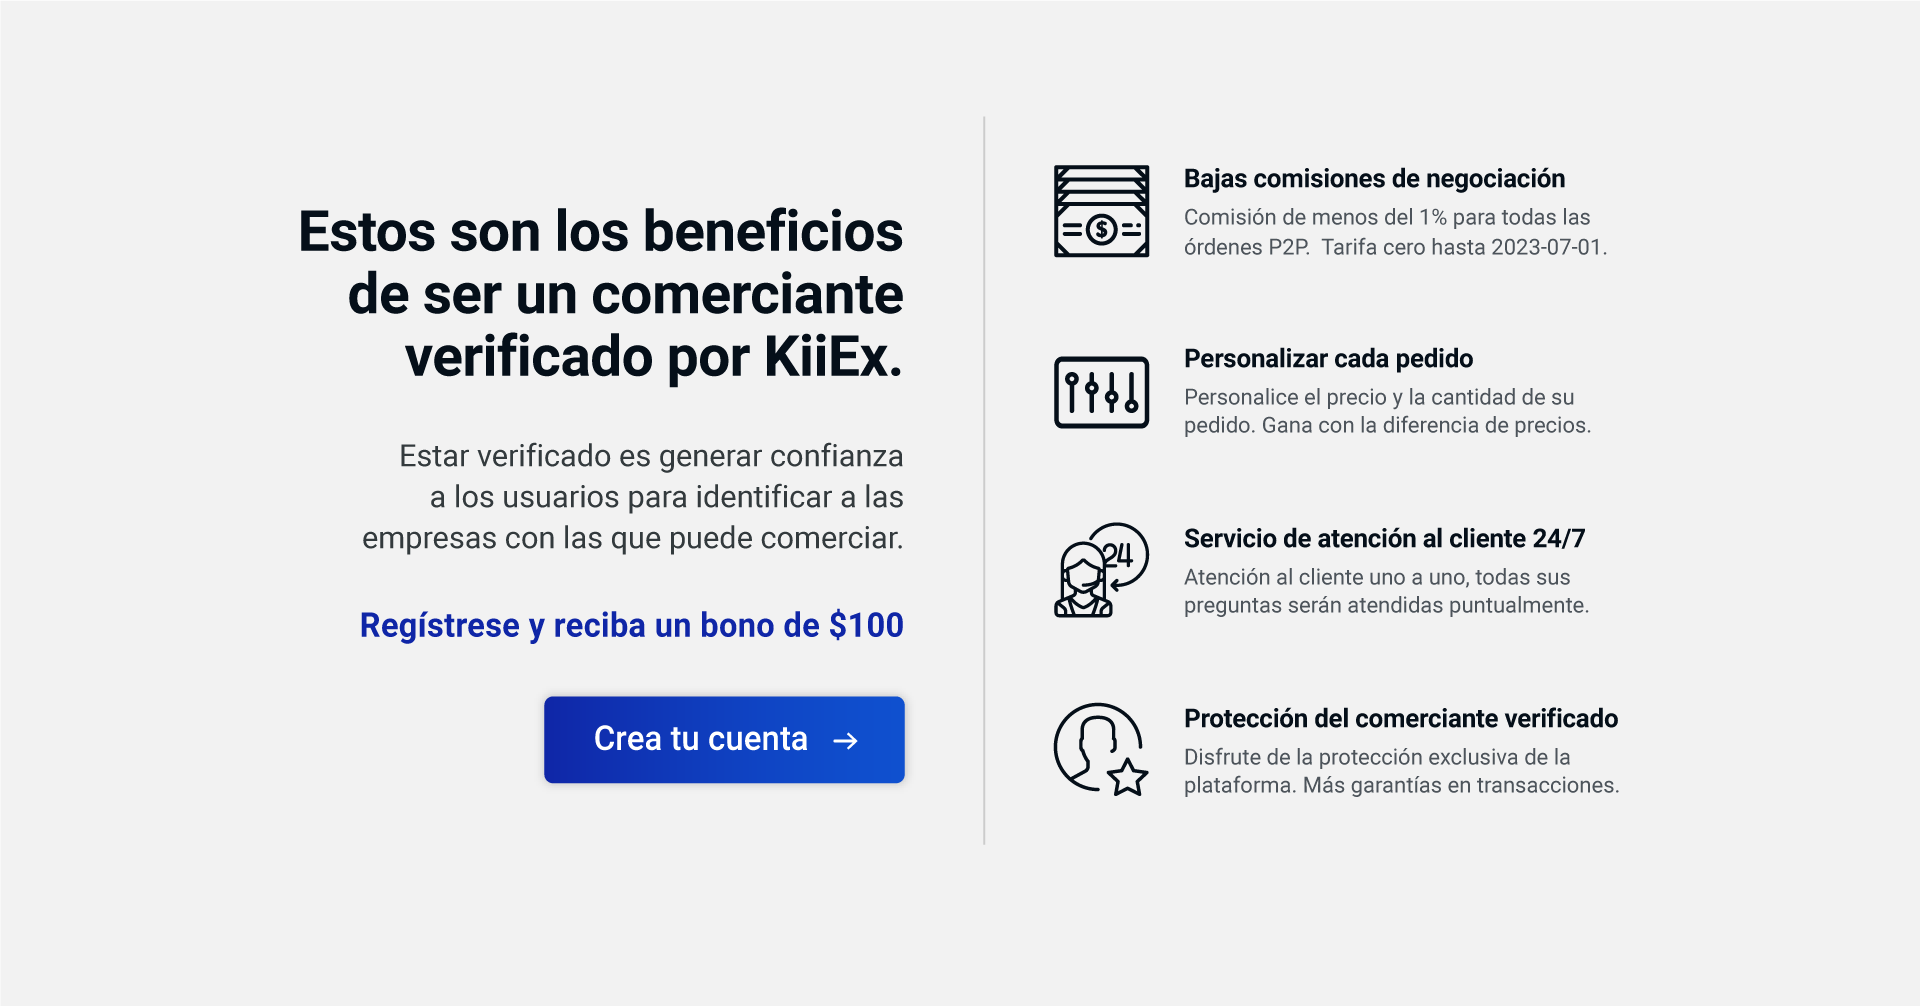 Estos son los beneficios
de ser un comerciante
verificado por KiiEx.
Estar verificado es generar confianza
a los usuarios para identificar a las
empresas con las que puede comerciar.
Regístrese y reciba un bono de $100
Crea tu cuenta →
Bajas comisiones de negociación
Comisión de menos del 1% para todas las
órdenes P2P.  Tarifa cero hasta 2023-07-01.
Personalizar cada pedido
Personalice el precio y la cantidad de su
pedido. Gana con la diferencia de precios.
24
Servicio de atención al cliente 24/7
Atención al cliente uno a uno, todas sus
preguntas serán atendidas puntualmente.
Protección del comerciante verificado
Disfrute de la protección exclusiva de la
plataforma. Más garantías en transacciones.